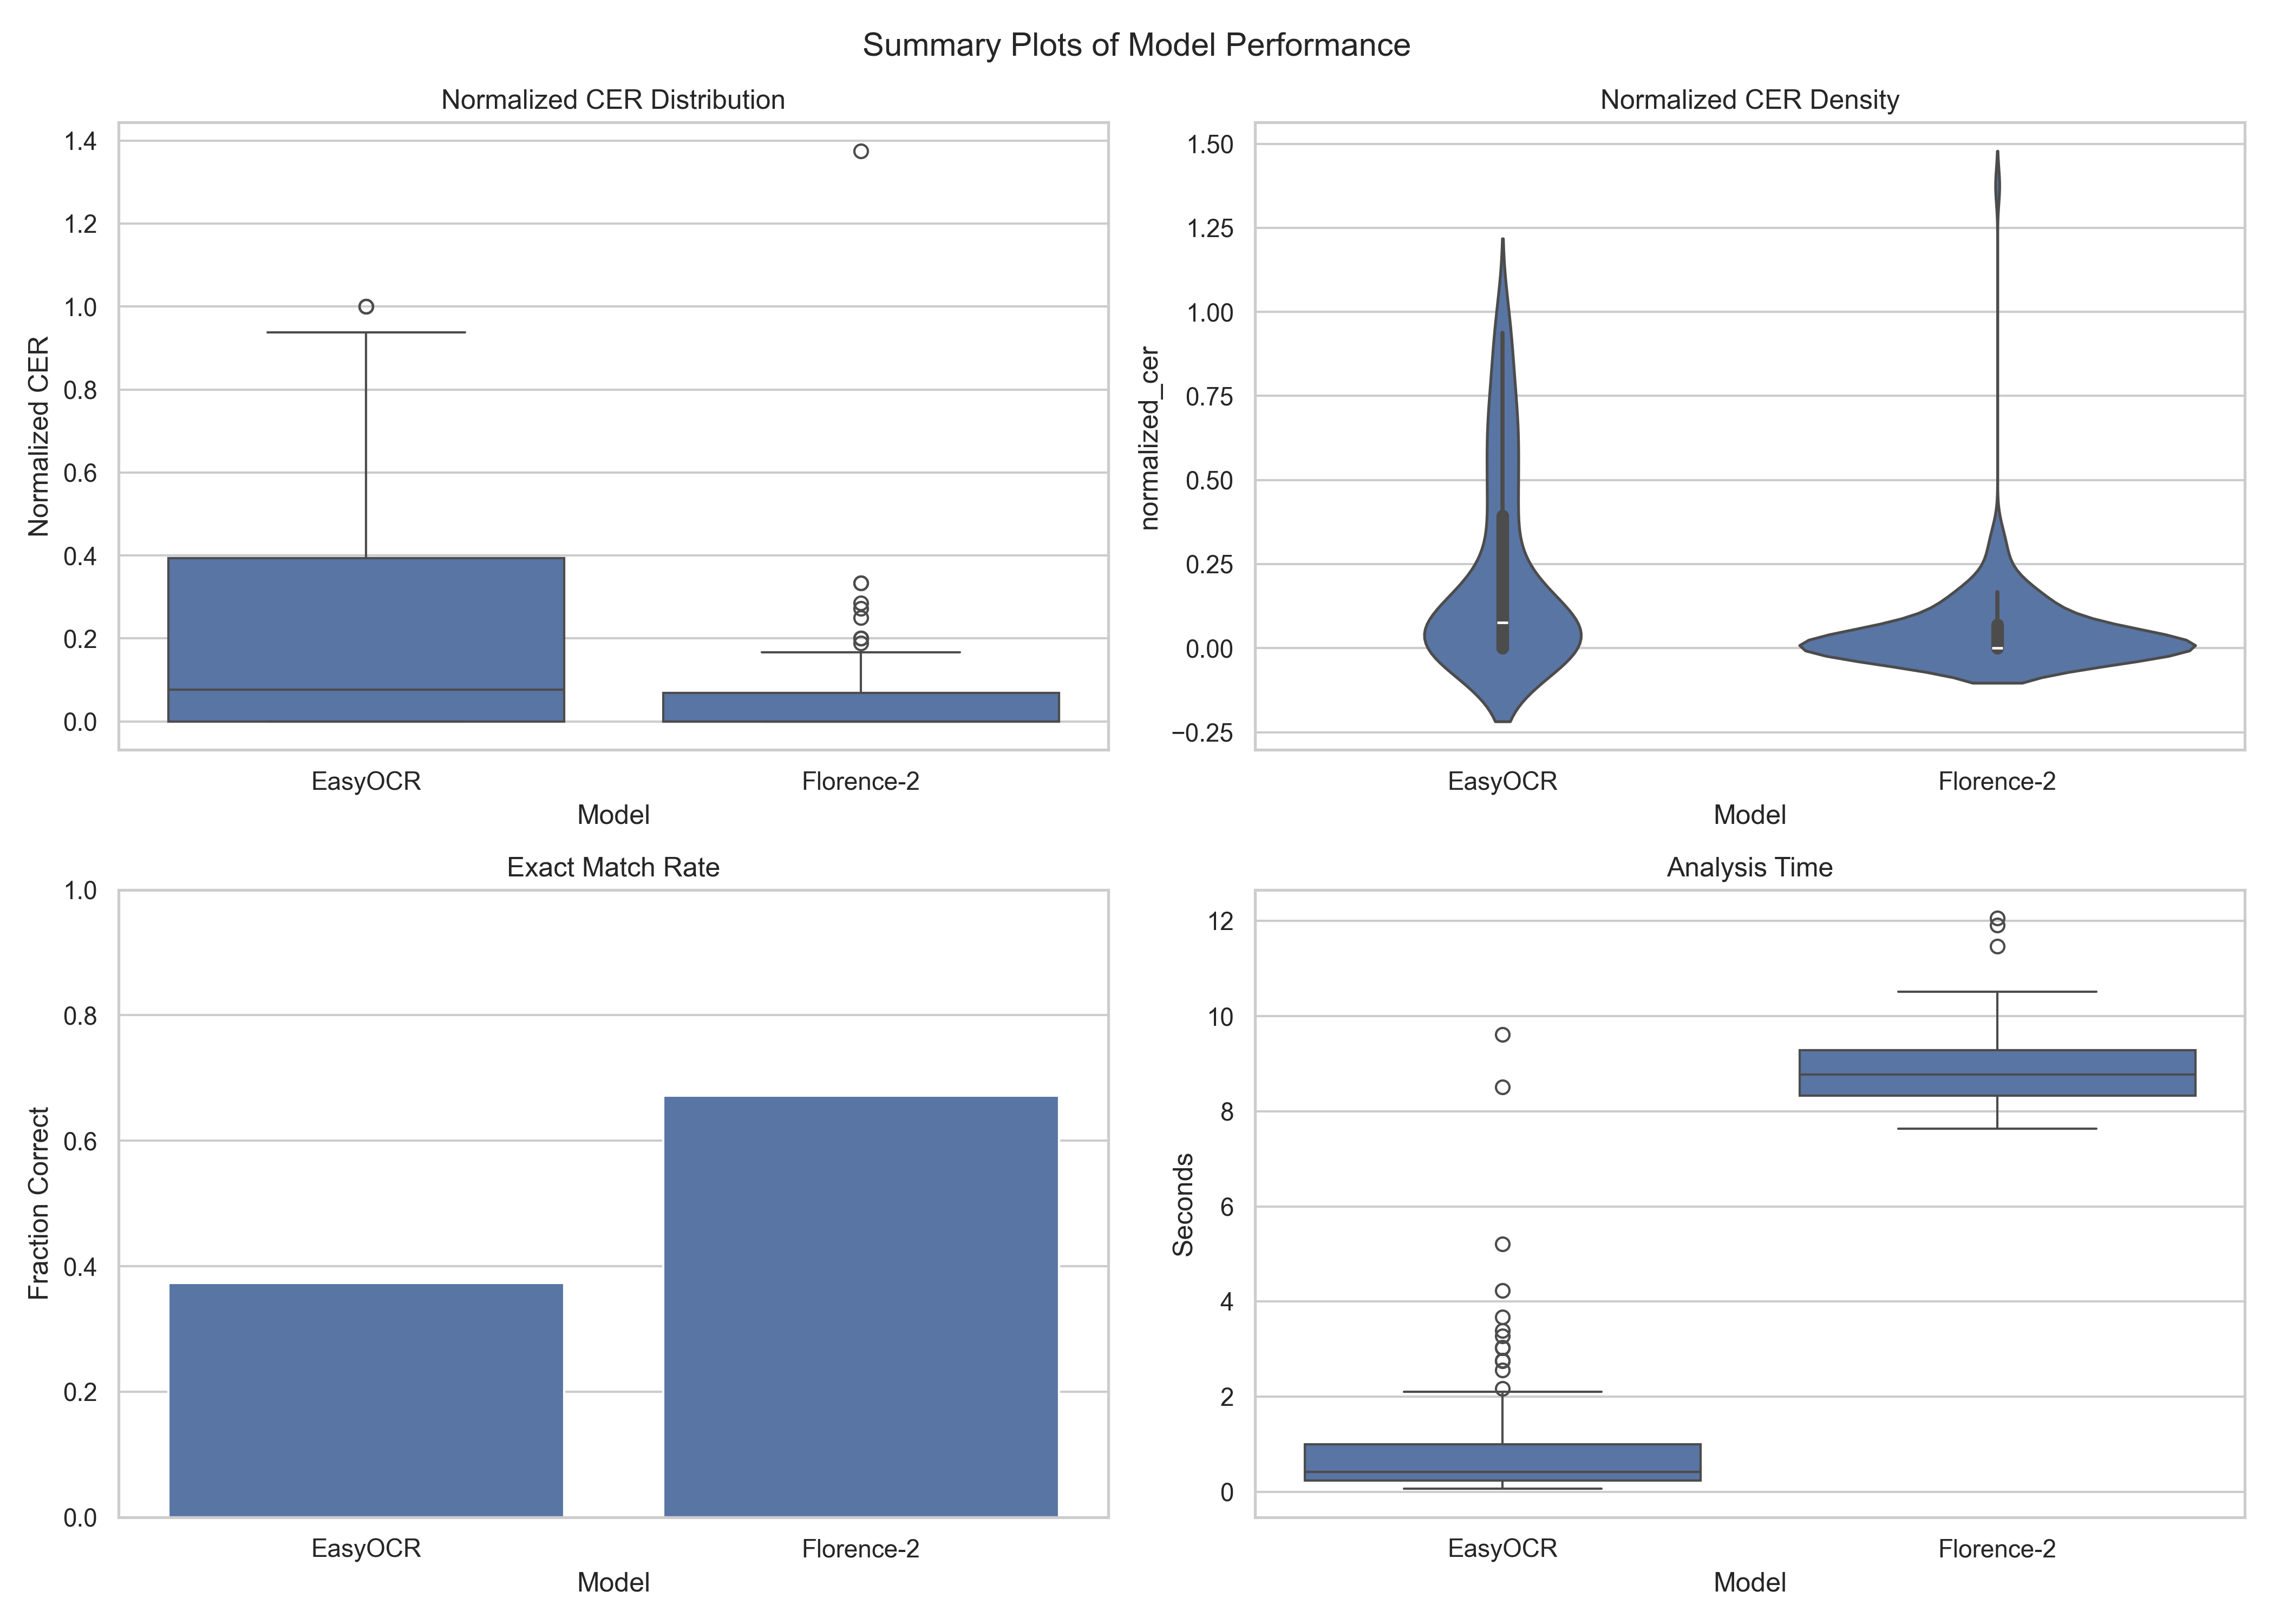 Summary Plots of Model Performance
Normalized CER Distribution
Normalized CER
1.4
1.2
1.0
0.8
0.6
0.4
0.2
0.0
EasyOCR
Florence-2
Model
Normalized CER Density
normalized_cer
1.50
1.25
1.00
0.75
0.50
0.25
0.00
−0.25
EasyOCR
Florence-2
Model
Exact Match Rate
Fraction Correct
1.0
0.8
0.6
0.4
0.2
0.0
EasyOCR
Florence-2
Model
Analysis Time
Seconds
12
10
8
6
4
2
0
EasyOCR
Florence-2
Model